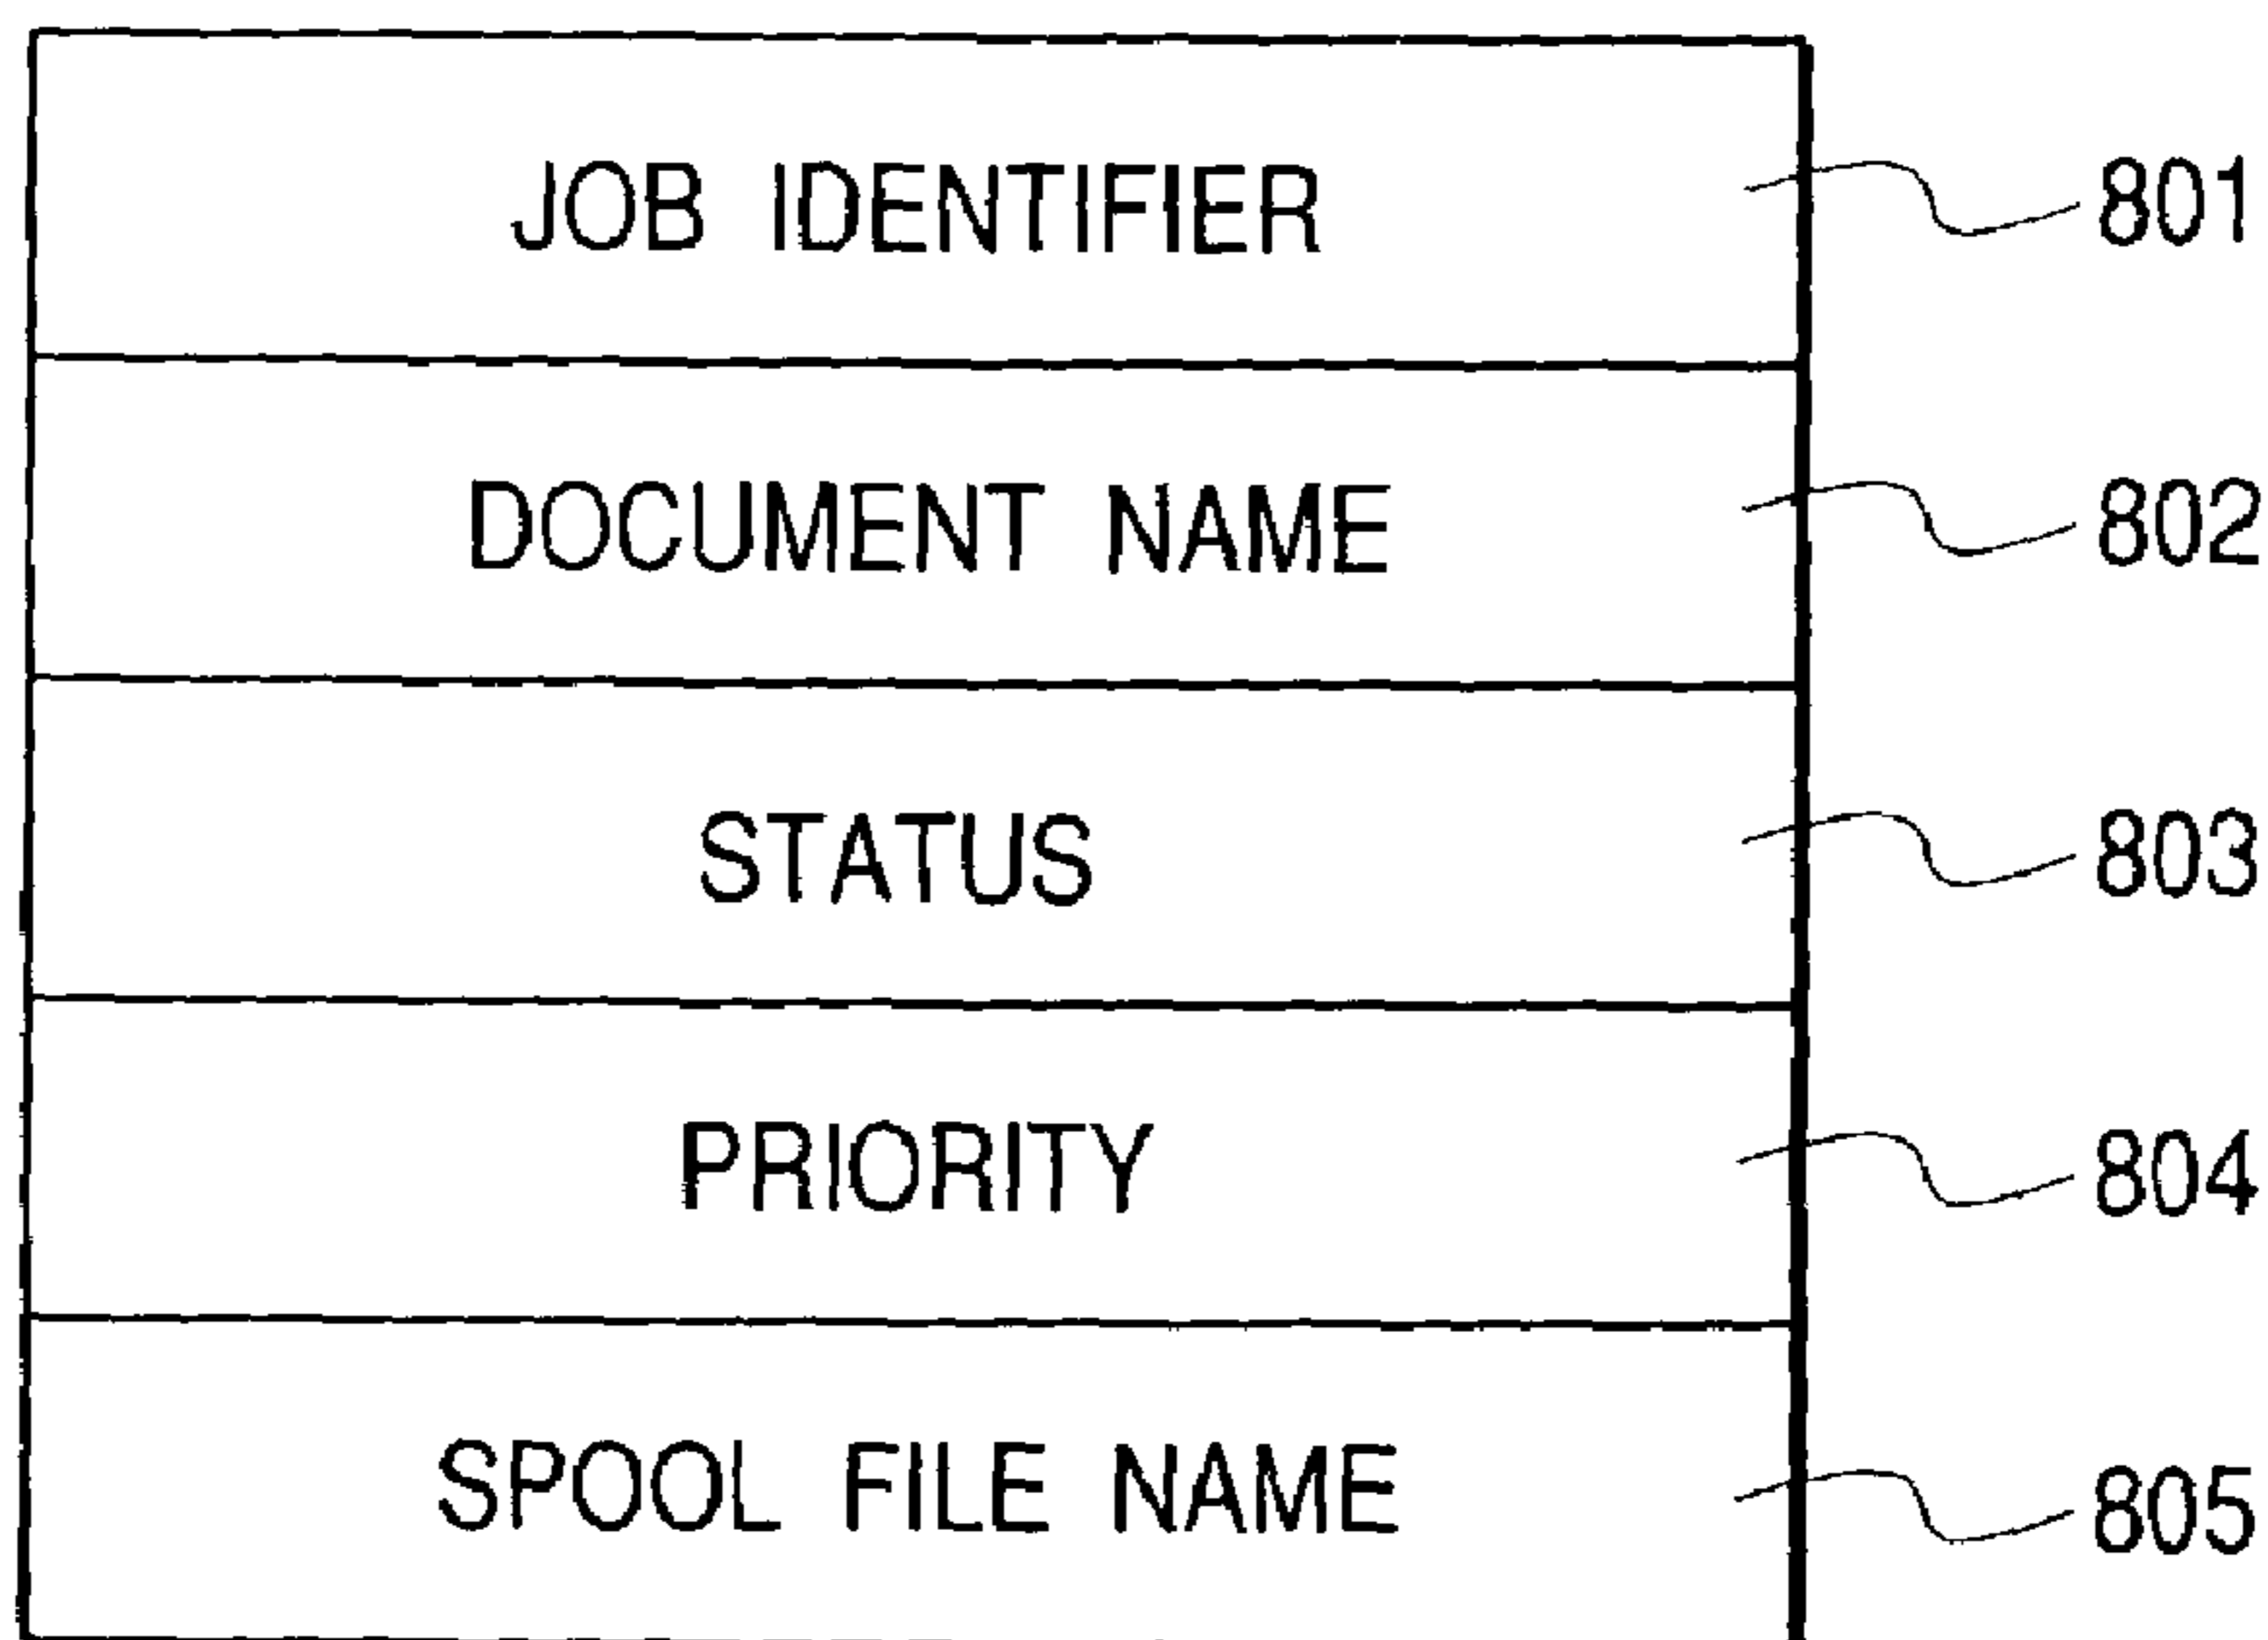 JOB IDENTIFIER 801
DOCUMENT NAME 802
STATUS 803
PRIORITY 804
SPOOL FILE NAME 805